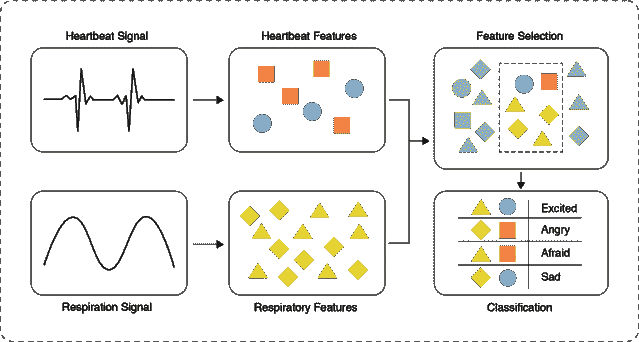 Heartbeat Signal
Heartbeat Features
Feature Selection
Respiration Signal
Respiratory Features
Excited
Angry
Afraid
Sad
Classification